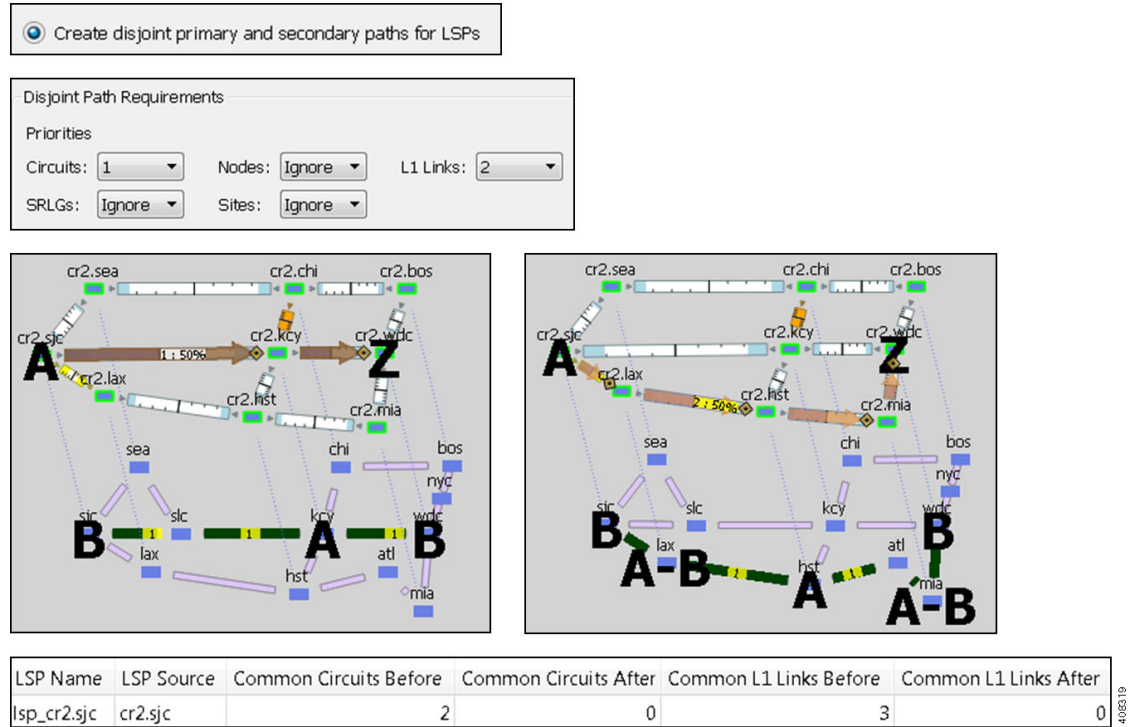 Create disjoint primary and secondary paths for LSPs
Disjoint Path Requirements
Priorities
Circuits: 1 Nodes: Ignore L1 Links: 2
SRLGs: Ignore Sites: Ignore
cr2.sea cr2.chi cr2.bos
cr2.sjc cr2.kcy cr2.wdc
A 1 : 50% Z
cr2.lax
cr2.hst
cr2.mia
sea chi bos
nyc
sjc slc kcy wdc
B 1 1 A 1 B
lax atl
hst
mia
cr2.sea cr2.chi cr2.bos
cr2.sjc cr2.kcy cr2.wdc
A Z
cr2.lax
2 : 50% cr2.hst
cr2.mia
sea chi bos
nyc
sjc slc kcy wdc
B B
lax atl
A-B 1 hst 1
A mia
A-B
LSP Name LSP Source Common Circuits Before Common Circuits After Common L1 Links Before Common L1 Links After
lsp_cr2.sjc cr2.sjc 2 0 3 0
408319